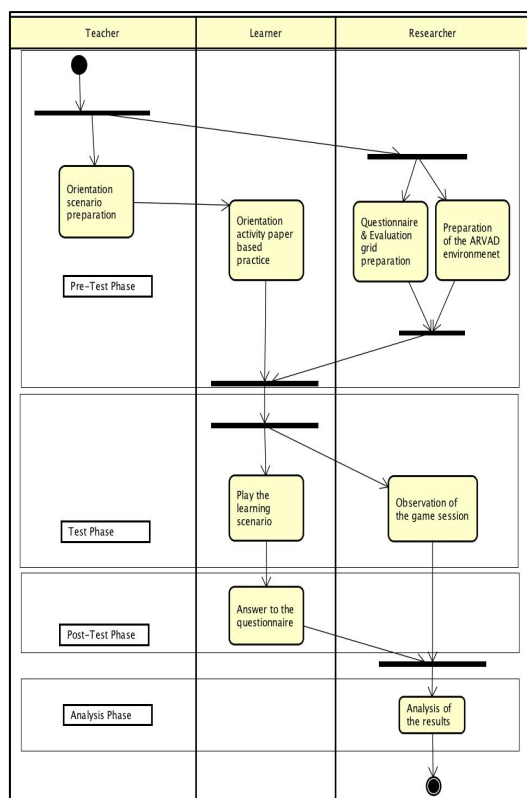 Teacher
Learner
Researcher
Orientation
scenario
preparation
Orientation
activity paper
based
practice
Questionnaire
& Evaluation
grid
preparation
Preparation
of the ARVAD
environmenet
Pre-Test Phase
Play the
learning
scenario
Observation of
the game session
Test Phase
Answer to the
questionnaire
Post-Test Phase
Analysis of
the results
Analysis Phase